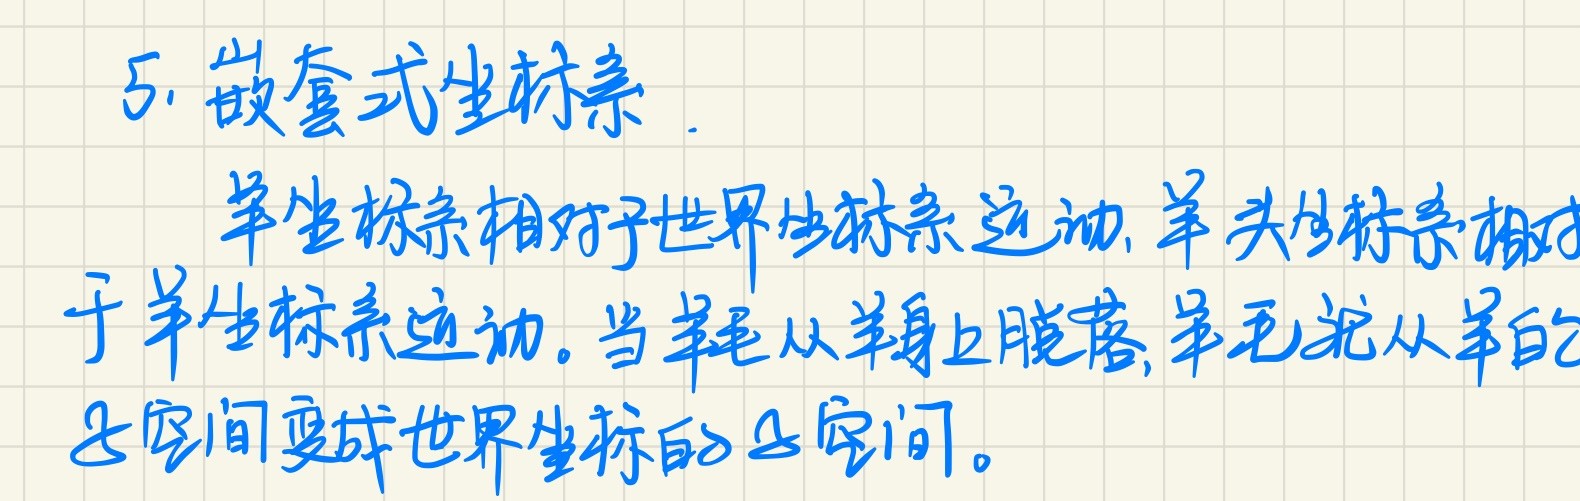 5. 嵌套式坐标系.
羊坐标系相对于世界坐标系运动, 羊头坐标系相对
于羊坐标系运动。当羊毛从羊身上脱落, 羊毛就从羊的
子空间变成世界坐标的子空间。